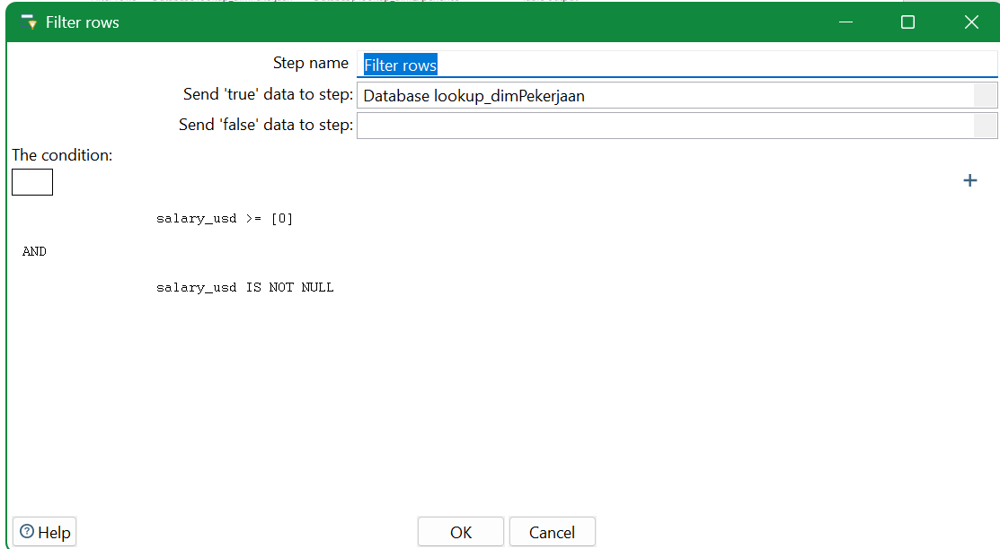 Filter rows
Step name Filter rows
Send 'true' data to step: Database lookup_dimPekerjaan
Send 'false' data to step:
The condition:
salary_usd >= [0]
AND
salary_usd IS NOT NULL
Help OK Cancel